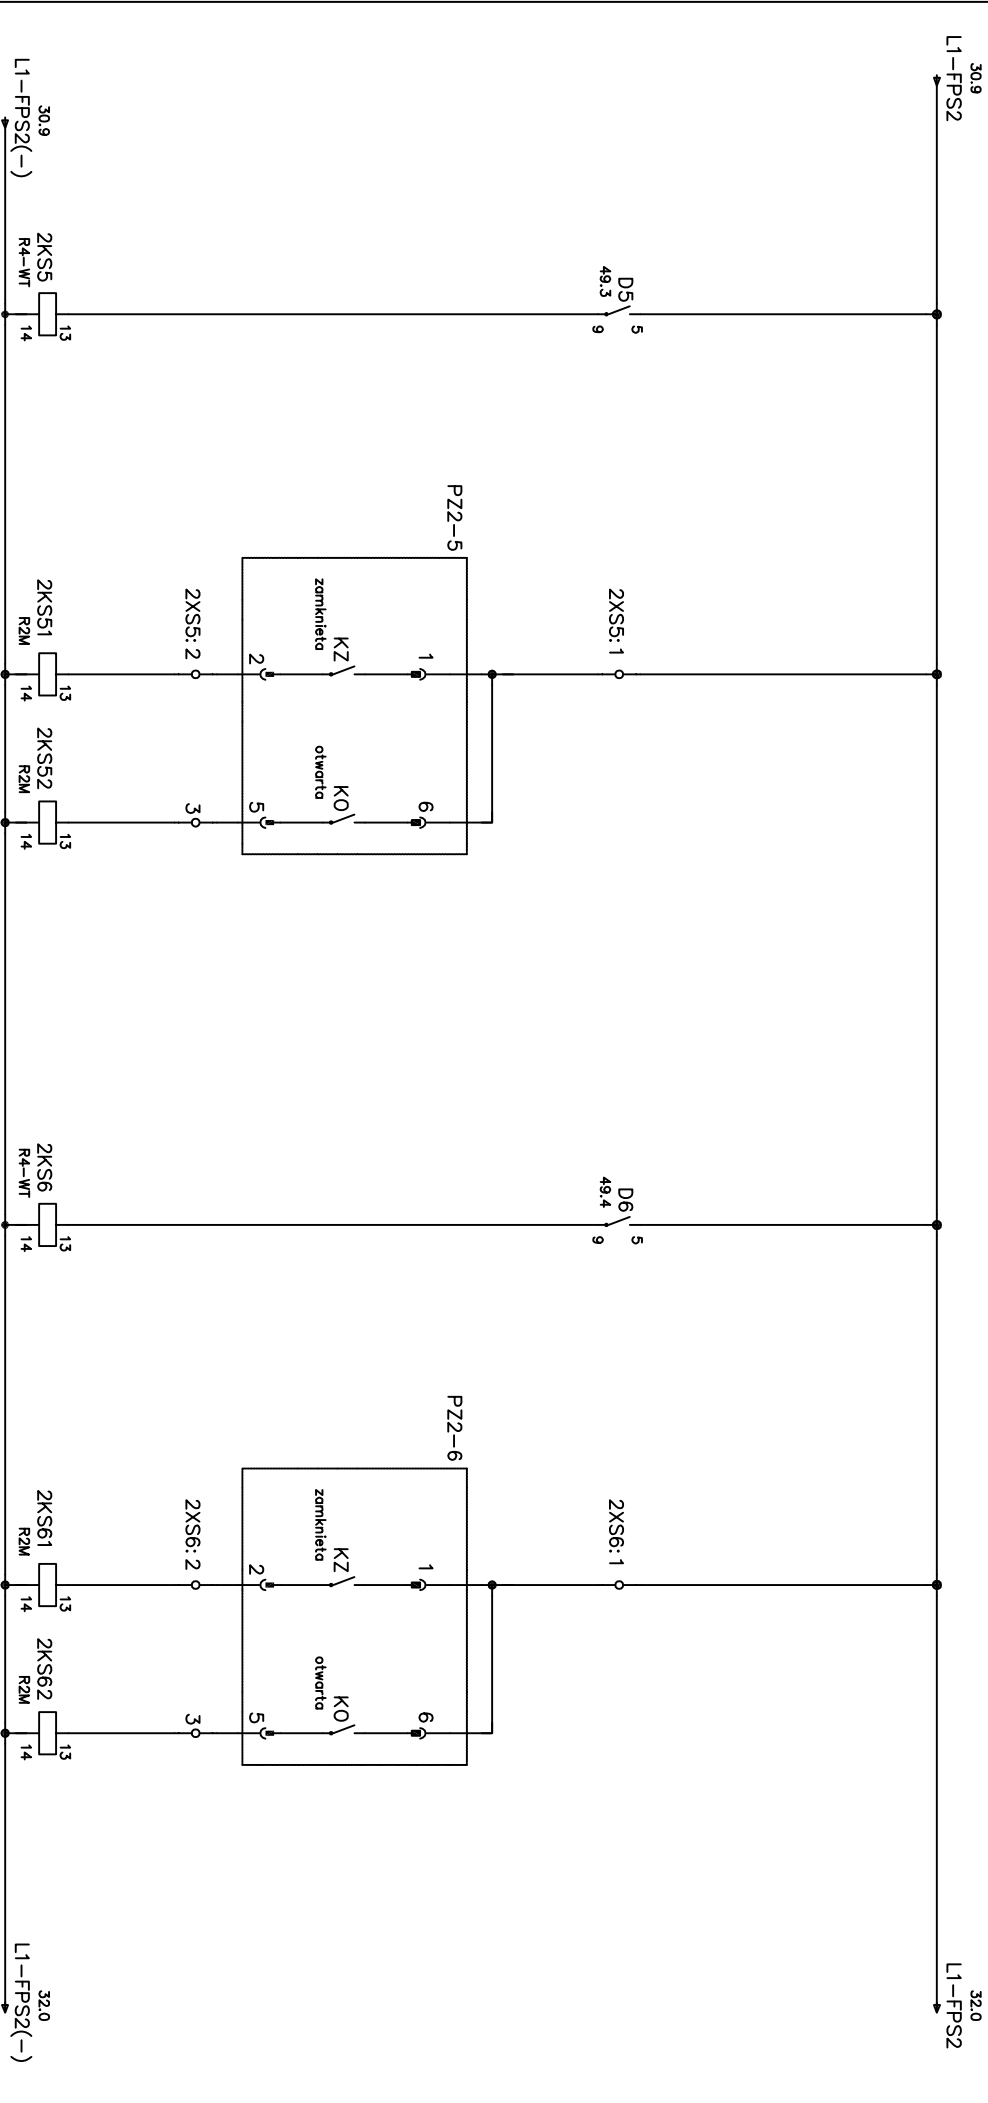 30.9
L1-FPS2
32.0
L1-FPS2
D5
49.3
5
9
D6
49.4
5
9
2XS5:1
2XS6:1
PZ2-5
1
6
KZ
zamknieta
KO
otwarta
2
5
PZ2-6
1
6
KZ
zamknieta
KO
otwarta
2
5
2XS5:2
3
2XS6:2
3
2KS5
R4-WT
13
14
2KS51
R2M
13
14
2KS52
R2M
13
14
2KS6
R4-WT
13
14
2KS61
R2M
13
14
2KS62
R2M
13
14
30.9
L1-FPS2(-)
32.0
L1-FPS2(-)